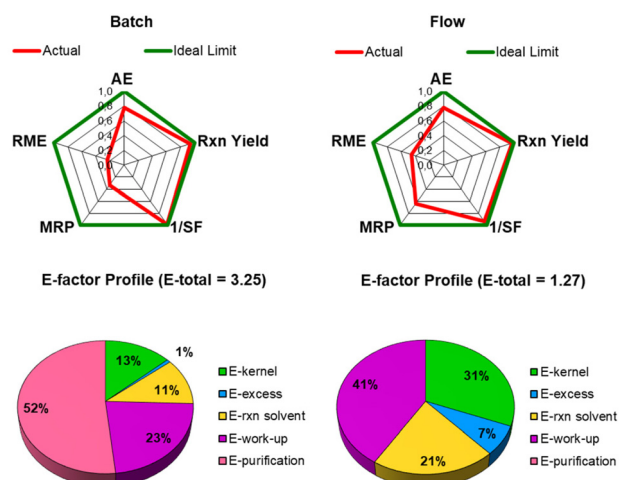 Batch
Actual
Ideal Limit
AE
1,0
0,8
0,6
0,4
0,2
0,0
RME
Rxn Yield
MRP
1/SF
Flow
Actual
Ideal Limit
AE
1,0
0,8
0,6
0,4
0,2
0,0
RME
Rxn Yield
MRP
1/SF
E-factor Profile (E-total = 3.25)
13%
1%
11%
23%
52%
E-kernel
E-excess
E-rxn solvent
E-work-up
E-purification
E-factor Profile (E-total = 1.27)
31%
7%
21%
41%
E-kernel
E-excess
E-rxn solvent
E-work-up
E-purification